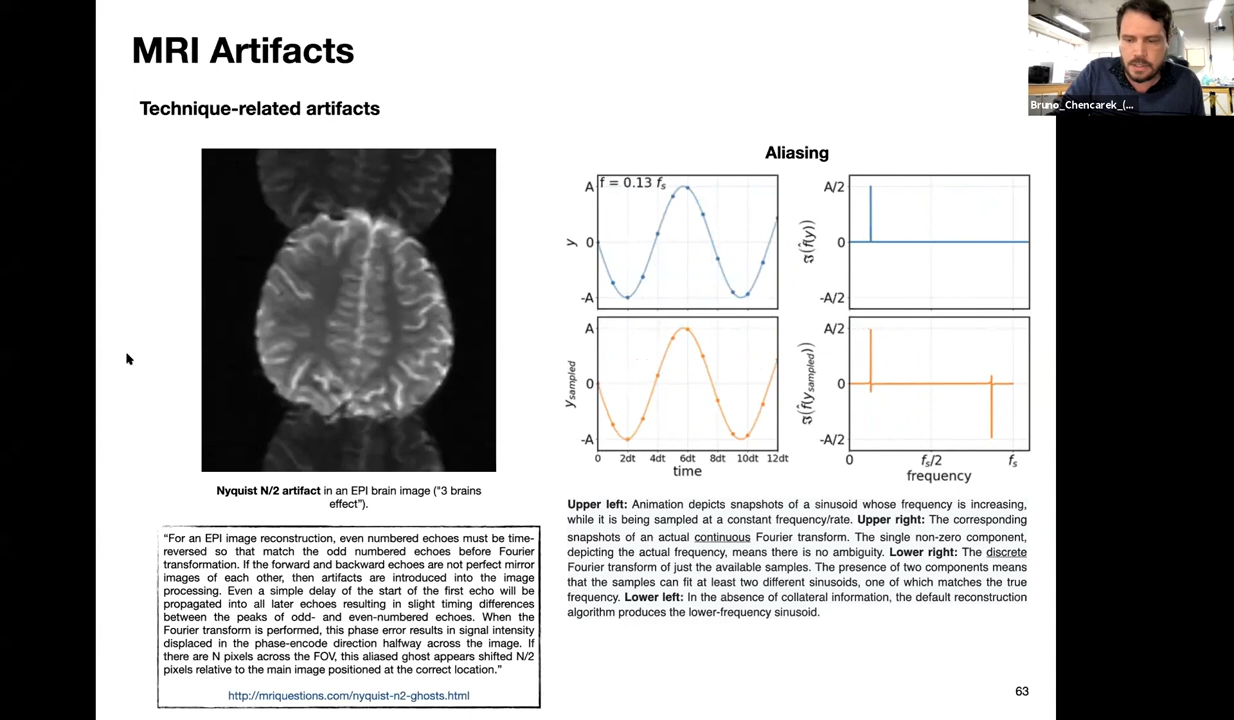 MRI Artifacts
Technique-related artifacts
Nyquist N/2 artifact in an EPI brain image ("3 brains
effect").
“For an EPI image reconstruction, even numbered echoes must be time-
reversed so that match the odd numbered echoes before Fourier
transformation. If the forward and backward echoes are not perfect mirror
images of each other, then artifacts are introduced into the image
processing. Even a simple delay of the start of the first echo will be
propagated into all later echoes resulting in slight timing differences
between the peaks of odd- and even-numbered echoes. When the
Fourier transform is performed, this phase error results in signal intensity
displaced in the phase-encode direction halfway across the image. If
there are N pixels across the FOV, this aliased ghost appears shifted N/2
pixels relative to the main image positioned at the correct location.”
http://mriquestions.com/nyquist-n2-ghosts.html
Aliasing
f = 0.13 fs
A
0
-A
y
A/2
0
-A/2
ℑ(f̂(y))
A
0
-A
ysampled
0 2dt 4dt 6dt 8dt 10dt 12dt
time
A/2
0
-A/2
ℑ(f̂(ysampled))
0 fs/2 fs
frequency
Upper left: Animation depicts snapshots of a sinusoid whose frequency is increasing,
while it is being sampled at a constant frequency/rate. Upper right: The corresponding
snapshots of an actual continuous Fourier transform. The single non-zero component,
depicting the actual frequency, means there is no ambiguity. Lower right: The discrete
Fourier transform of just the available samples. The presence of two components means
that the samples can fit at least two different sinusoids, one of which matches the true
frequency. Lower left: In the absence of collateral information, the default reconstruction
algorithm produces the lower-frequency sinusoid.
63
Bruno_Chencarek_(...